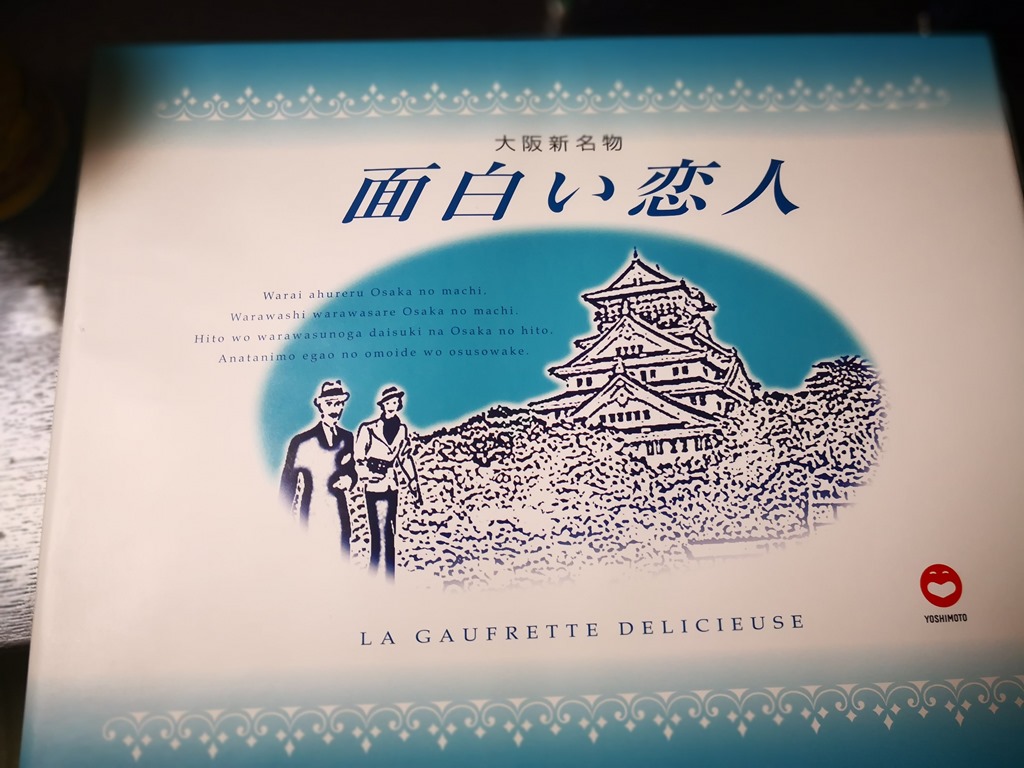 大阪新名物
面白い恋人
Warai ahureru Osaka no machi.
Warawashi warawasare Osaka no machi.
Hito wo warawasunoga daisuki na Osaka no hito.
Anatanimo egao no omoide wo osusowake.
LA GAUFRETTE DELICIEUSE
YOSHIMOTO